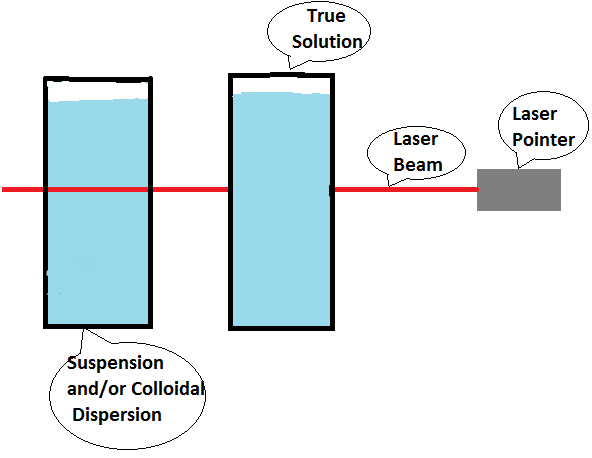 True
Solution
Laser
Pointer
Laser
Beam
Suspension
and/or Colloidal
Dispersion